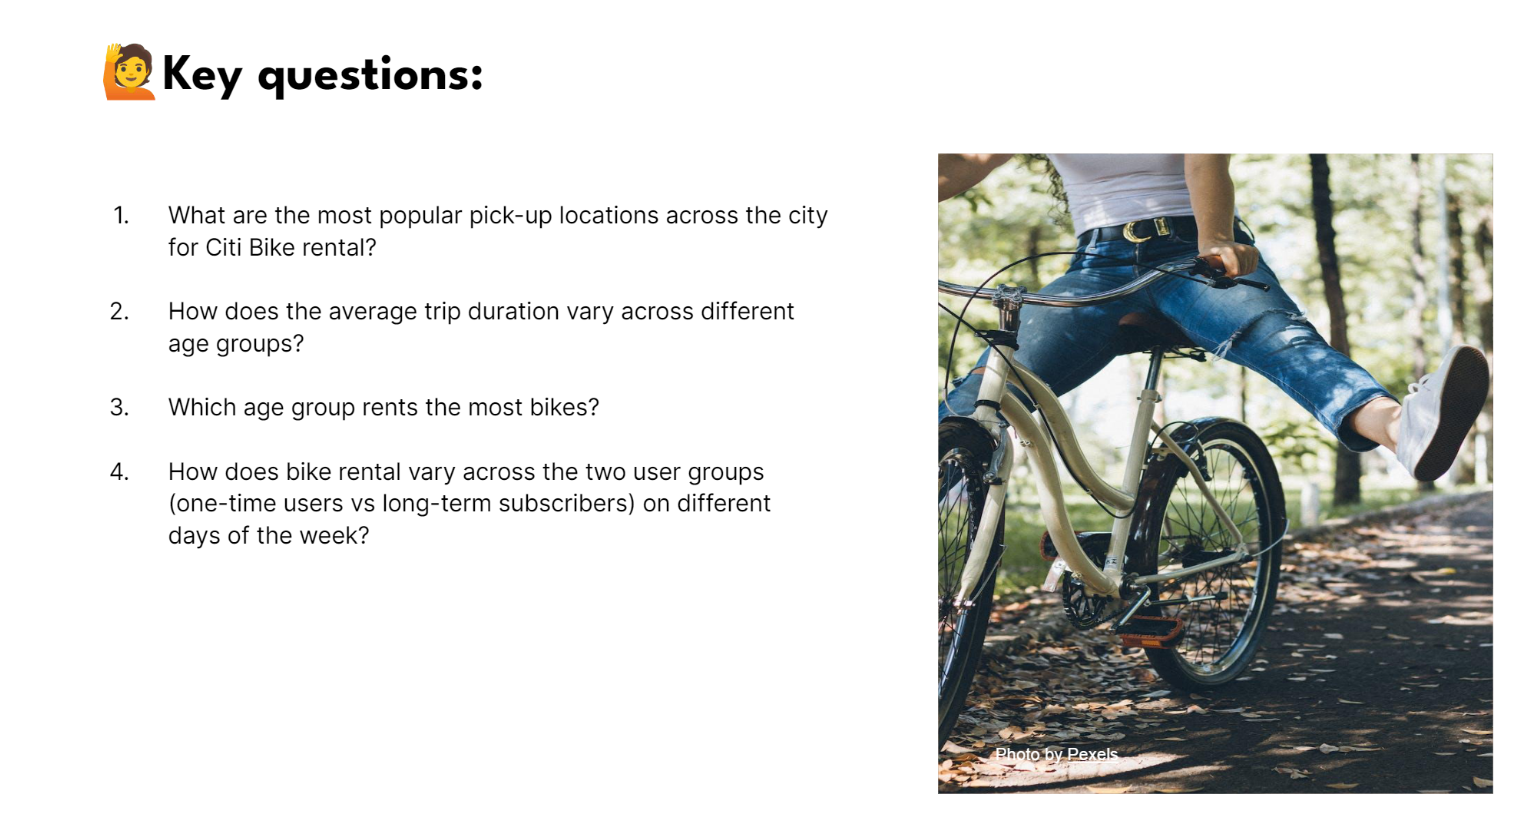 Key questions:
1. What are the most popular pick-up locations across the city
for Citi Bike rental?
2. How does the average trip duration vary across different
age groups?
3. Which age group rents the most bikes?
4. How does bike rental vary across the two user groups
(one-time users vs long-term subscribers) on different
days of the week?
Photo by Pexels